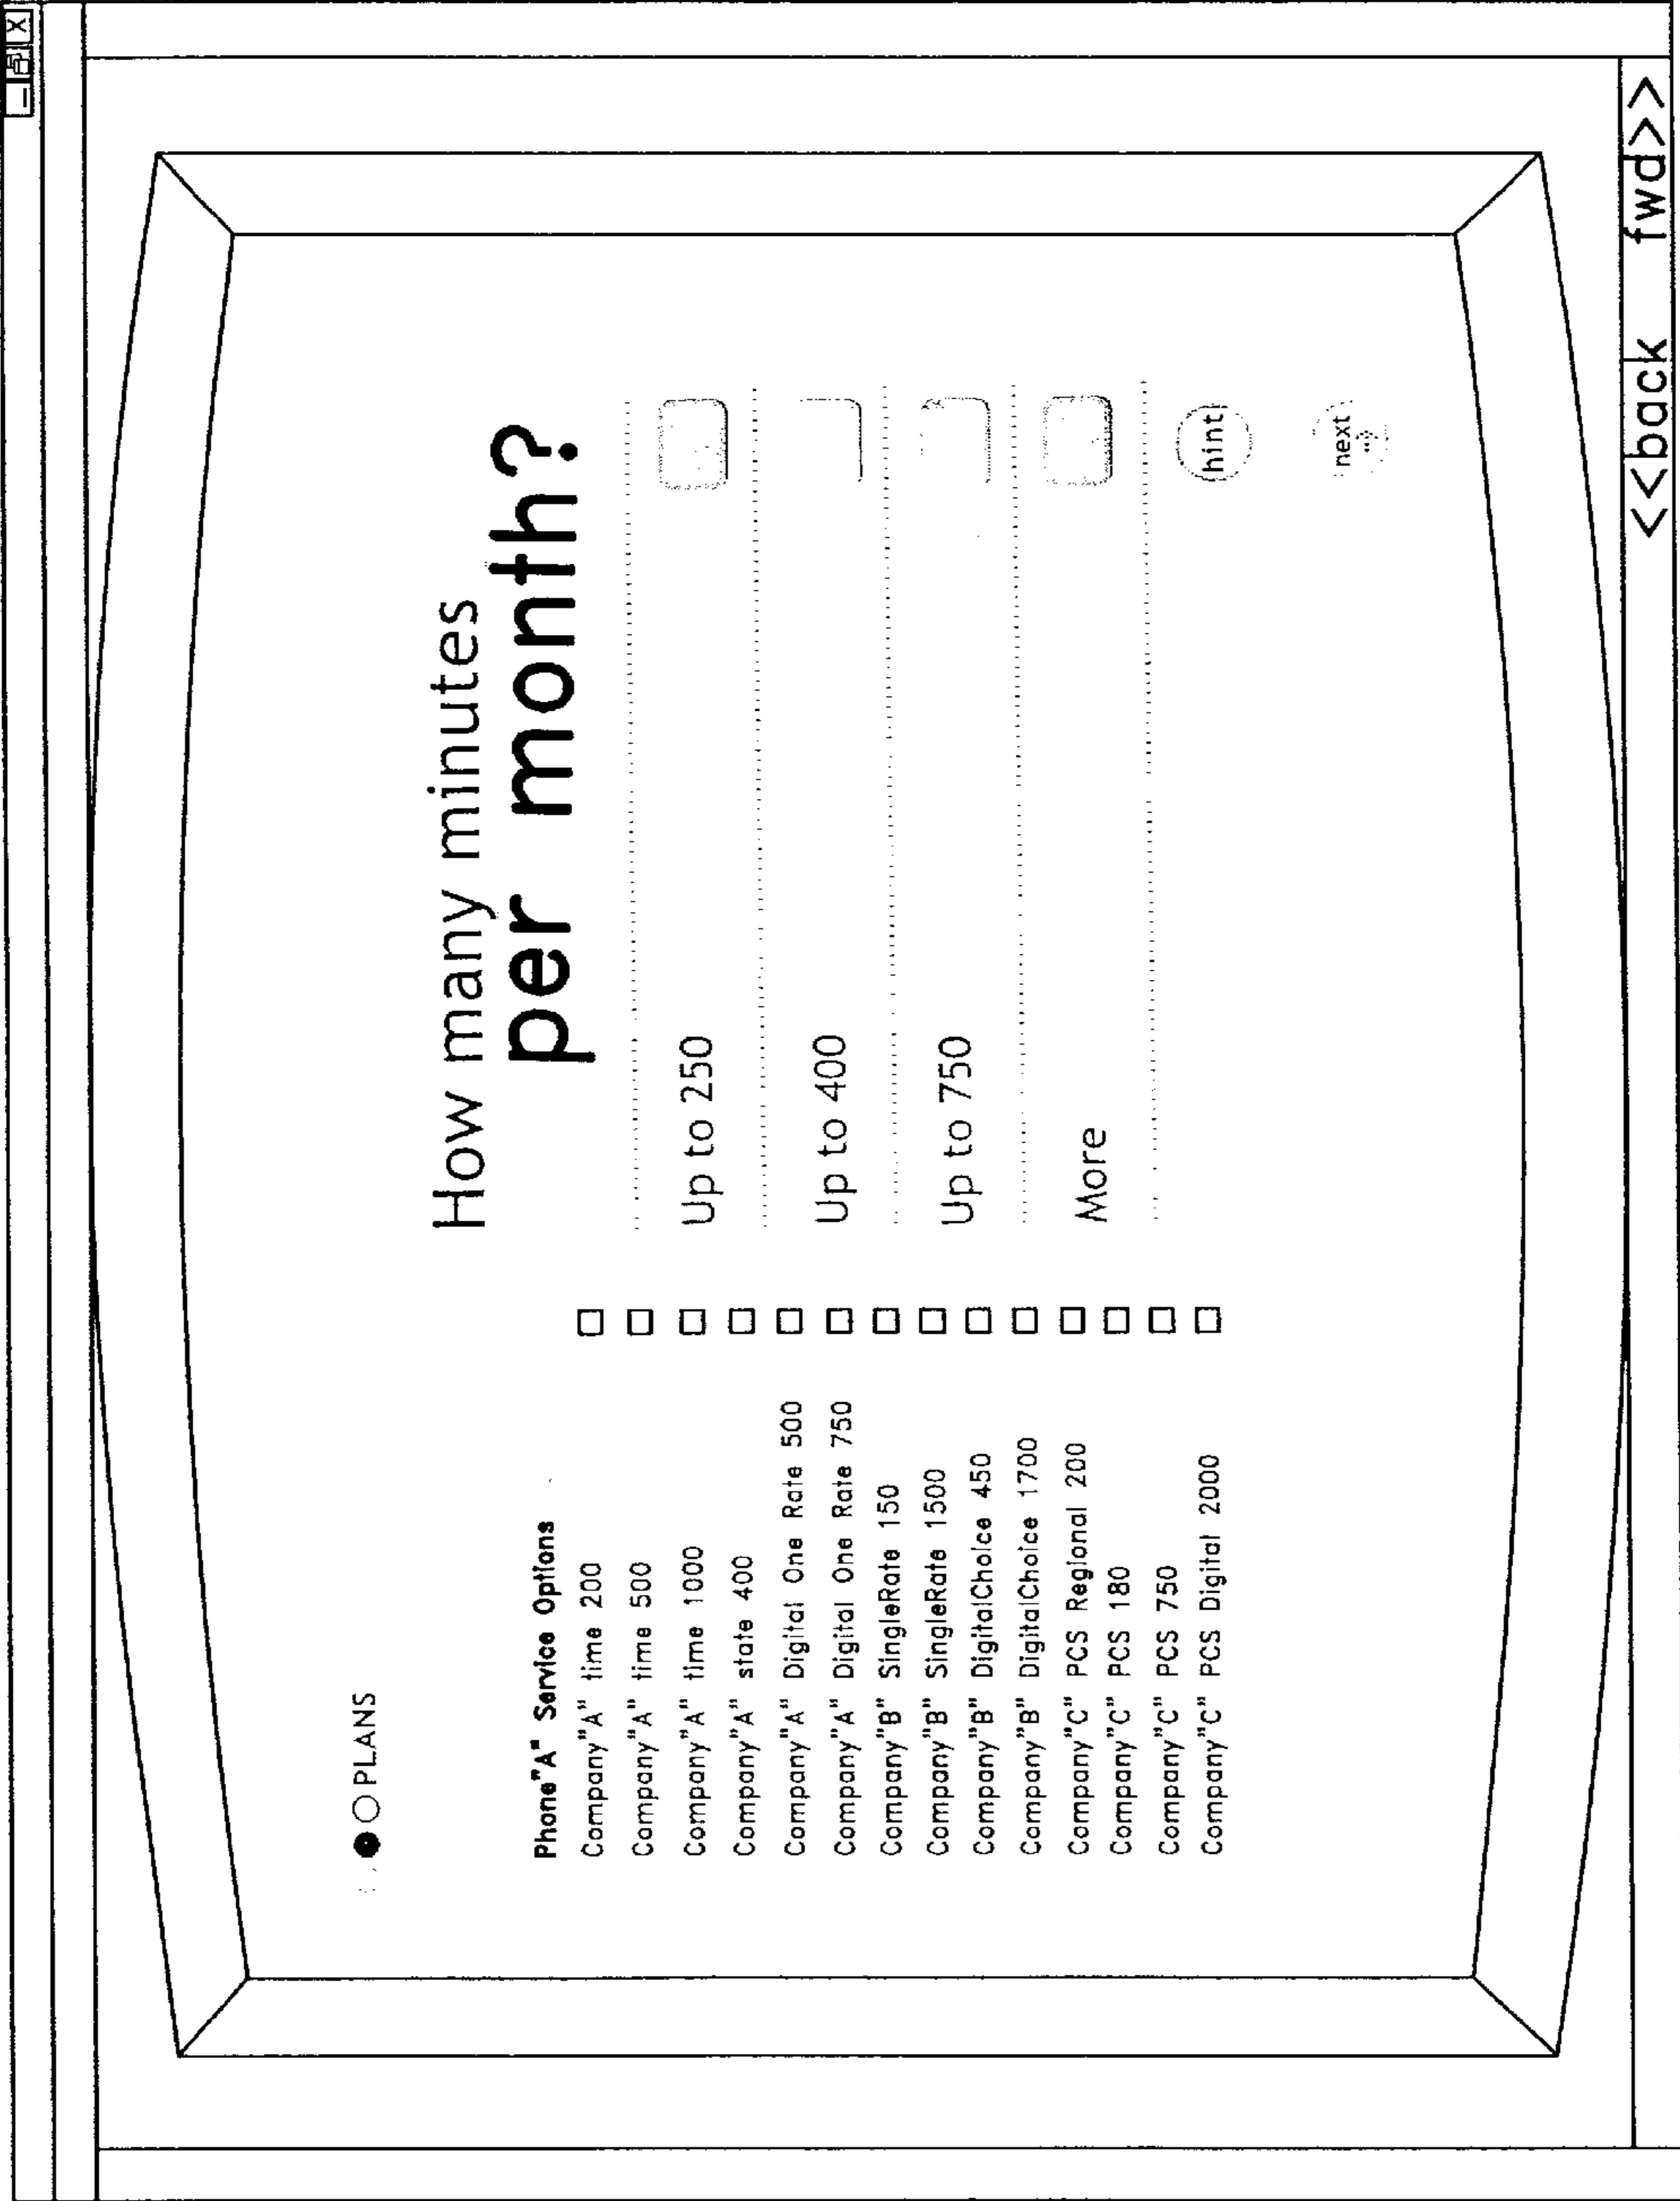 PLANS
Phone"A" Service Options
Company"A" time 200
Company"A" time 500
Company"A" time 1000
Company"A" state 400
Company"A" Digital One Rate 500
Company"A" Digital One Rate 750
Company"B" SingleRate 150
Company"B" SingleRate 1500
Company"B" DigitalChoice 450
Company"B" DigitalChoice 1700
Company"C" PCS Regional 200
Company"C" PCS 180
Company"C" PCS 750
Company"C" PCS Digital 2000
How many minutes
per month?
Up to 250
Up to 400
Up to 750
More
hint
next
<<back fwd>>